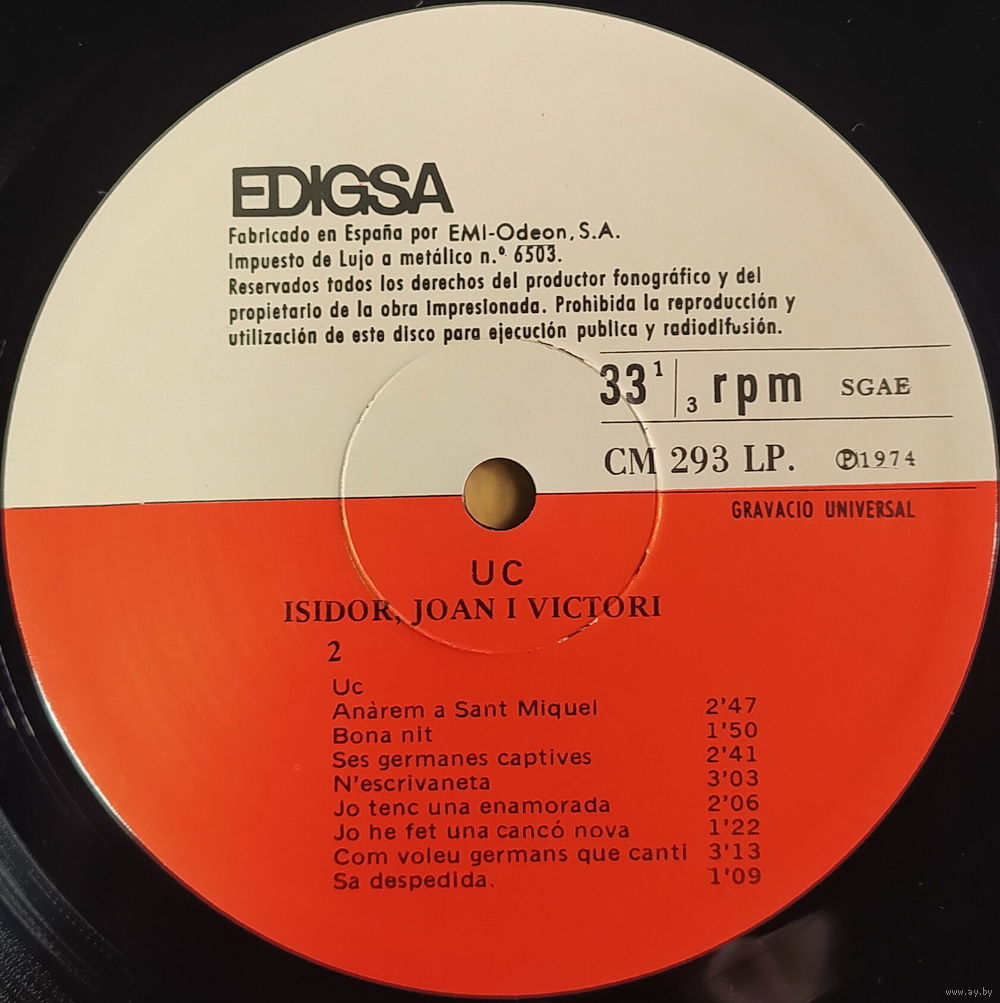 EDIGSA
Fabricado en España por EMI-Odeon, S.A.
Impuesto de Lujo a metálico n.º 6503.
Reservados todos los derechos del productor fonográfico y del
propietario de la obra impresionada. Prohibida la reproducción y
utilización de este disco para ejecución publica y radiodifusión.
33 1/3 rpm SGAE
CM 293 LP. ℗1974
GRAVACIO UNIVERSAL
UC
ISIDOR, JOAN I VICTORI
2
Uc
Anàrem a Sant Miquel 2'47
Bona nit 1'50
Ses germanes captives 2'41
N'escrivaneta 3'03
Jo tenc una enamorada 2'06
Jo he fet una cancó nova 1'22
Com voleu germans que canti 3'13
Sa despedida. 1'09
www.ay.by